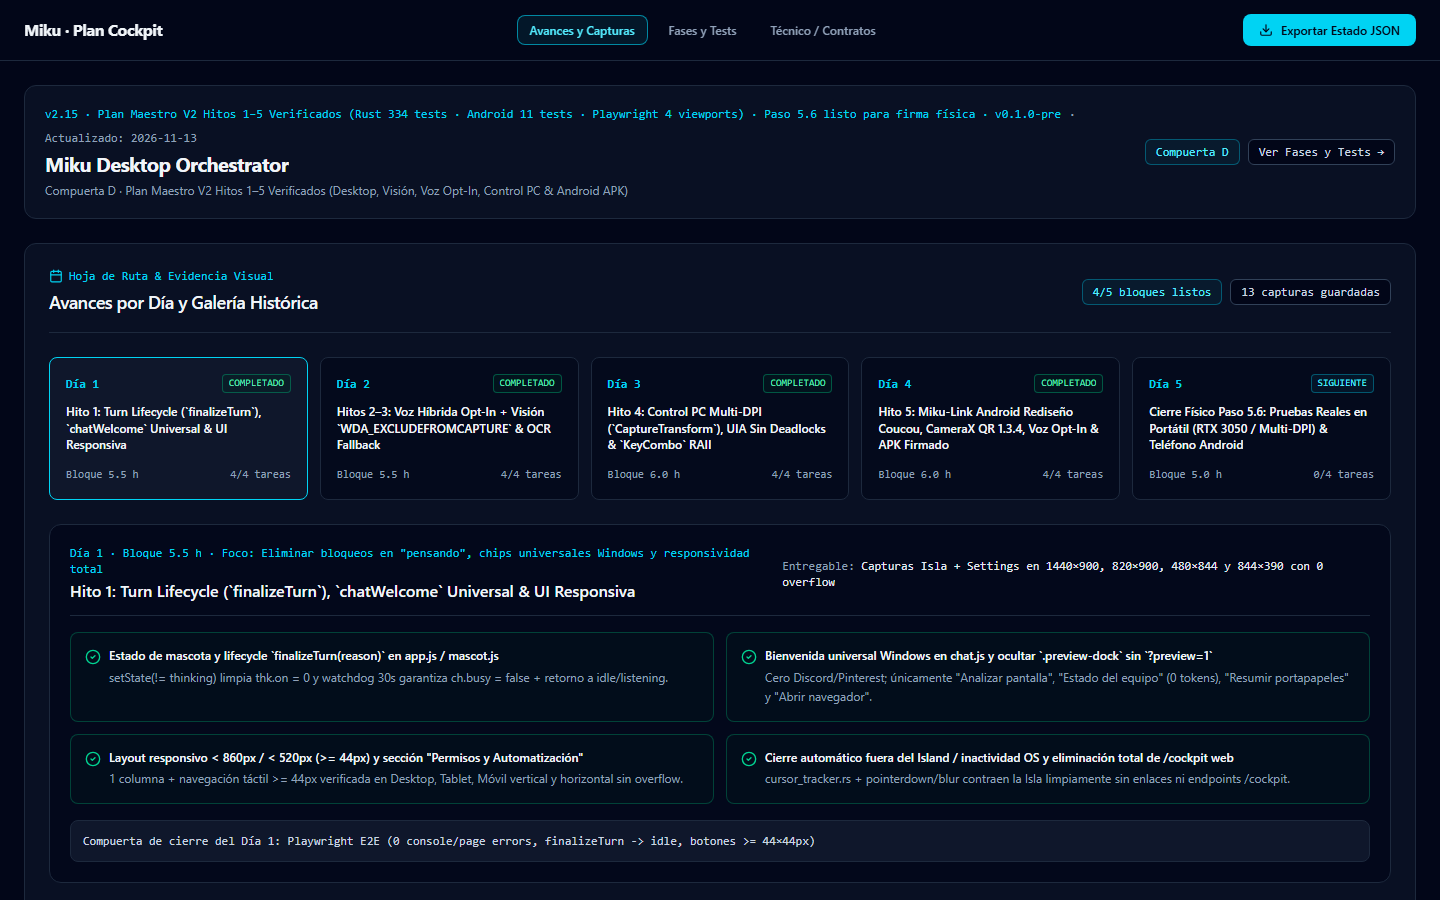 Miku · Plan Cockpit
Avances y Capturas
Fases y Tests
Técnico / Contratos
Exportar Estado JSON
v2.15 · Plan Maestro V2 Hitos 1–5 Verificados (Rust 334 tests · Android 11 tests · Playwright 4 viewports) · Paso 5.6 listo para firma física · v0.1.0-pre ·
Actualizado: 2026-11-13
Miku Desktop Orchestrator
Compuerta D · Plan Maestro V2 Hitos 1–5 Verificados (Desktop, Visión, Voz Opt-In, Control PC & Android APK)
Compuerta D
Ver Fases y Tests →
Hoja de Ruta & Evidencia Visual
Avances por Día y Galería Histórica
4/5 bloques listos
13 capturas guardadas
Día 1
COMPLETADO
Hito 1: Turn Lifecycle (`finalizeTurn`),
`chatWelcome` Universal & UI
Responsiva
Bloque 5.5 h
4/4 tareas
Día 2
COMPLETADO
Hitos 2–3: Voz Híbrida Opt-In + Visión
`WDA_EXCLUDEFROMCAPTURE` & OCR
Fallback
Bloque 5.5 h
4/4 tareas
Día 3
COMPLETADO
Hito 4: Control PC Multi-DPI
(`CaptureTransform`), UIA Sin Deadlocks
& `KeyCombo` RAII
Bloque 6.0 h
4/4 tareas
Día 4
COMPLETADO
Hito 5: Miku-Link Android Rediseño
Coucou, CameraX QR 1.3.4, Voz Opt-In &
APK Firmado
Bloque 6.0 h
4/4 tareas
Día 5
SIGUIENTE
Cierre Físico Paso 5.6: Pruebas Reales en
Portátil (RTX 3050 / Multi-DPI) &
Teléfono Android
Bloque 5.0 h
0/4 tareas
Día 1 · Bloque 5.5 h · Foco: Eliminar bloqueos en "pensando", chips universales Windows y responsividad
total
Hito 1: Turn Lifecycle (`finalizeTurn`), `chatWelcome` Universal & UI Responsiva
Entregable: Capturas Isla + Settings en 1440×900, 820×900, 480×844 y 844×390 con 0
overflow
Estado de mascota y lifecycle `finalizeTurn(reason)` en app.js / mascot.js
setState(!= thinking) limpia thk.on = 0 y watchdog 30s garantiza ch.busy = false + retorno a idle/listening.
Bienvenida universal Windows en chat.js y ocultar `.preview-dock` sin `?preview=1`
Cero Discord/Pinterest; únicamente "Analizar pantalla", "Estado del equipo" (0 tokens), "Resumir portapapeles"
y "Abrir navegador".
Layout responsivo < 860px / < 520px (>= 44px) y sección "Permisos y Automatización"
1 columna + navegación táctil >= 44px verificada en Desktop, Tablet, Móvil vertical y horizontal sin overflow.
Cierre automático fuera del Island / inactividad OS y eliminación total de /cockpit web
cursor_tracker.rs + pointerdown/blur contraen la Isla limpiamente sin enlaces ni endpoints /cockpit.
Compuerta de cierre del Día 1: Playwright E2E (0 console/page errors, finalizeTurn -> idle, botones >= 44×44px)